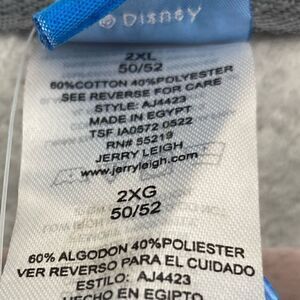 © DISNEY
2XL
50/52
60%COTTON 40%POLYESTER
SEE REVERSE FOR CARE
STYLE: AJ4423
MADE IN EGYPT
TSF IA0572 0522
RN# 55219
JERRY LEIGH
www.jerryleigh.com
2XG
50/52
60% ALGODON 40%POLIESTER
VER REVERSO PARA EL CUIDADO
ESTILO: AJ4423
HECHO EN EGIPTO